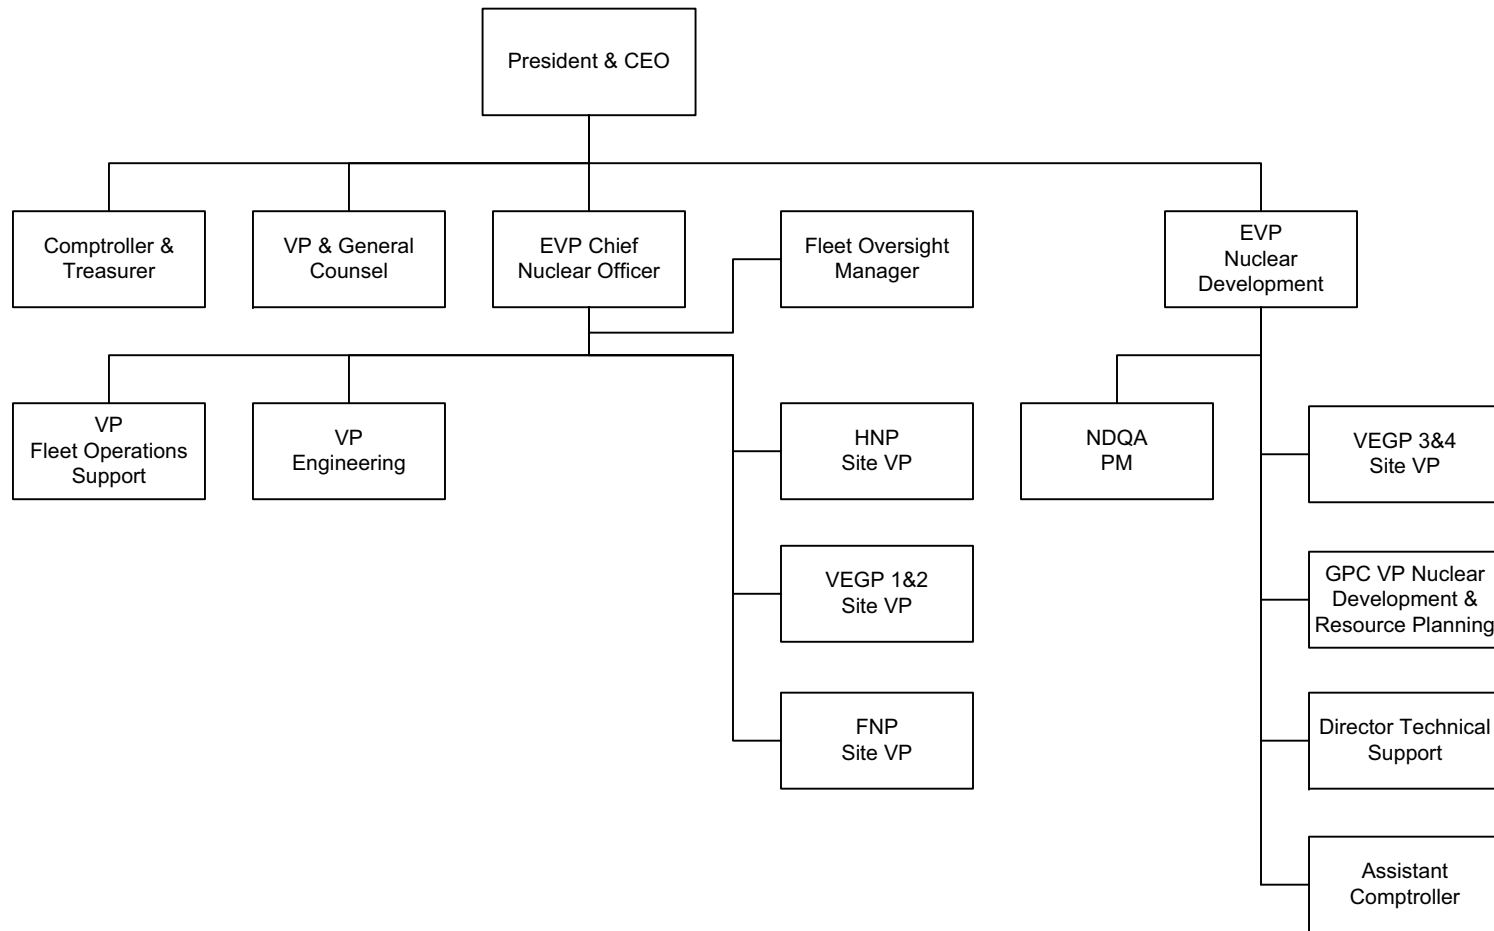 President & CEO
Comptroller &
Treasurer
VP & General
Counsel
EVP Chief
Nuclear Officer
Fleet Oversight
Manager
EVP
Nuclear
Development
VP
Fleet Operations
Support
VP
Engineering
HNP
Site VP
NDQA
PM
VEGP 3&4
Site VP
VEGP 1&2
Site VP
GPC VP Nuclear
Development &
Resource Planning
FNP
Site VP
Director Technical
Support
Assistant
Comptroller